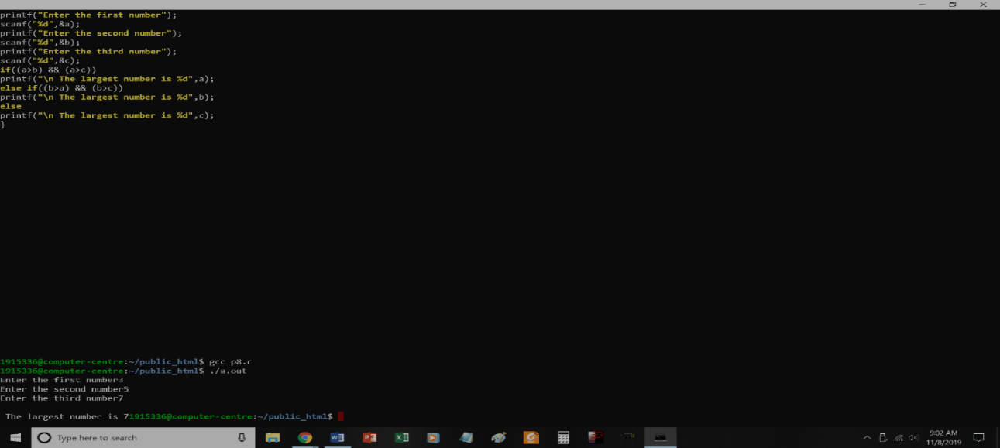 printf("Enter the first number");
scanf("%d",&a);
printf("Enter the second number");
scanf("%d",&b);
printf("Enter the third number");
scanf("%d",&c);
if((a>b) && (a>c))
printf("\n The largest number is %d",a);
else if((b>a) && (b>c))
printf("\n The largest number is %d",b);
else
printf("\n The largest number is %d",c);
}
1915336@computer-centre:~/public_html$ gcc p8.c
1915336@computer-centre:~/public_html$ ./a.out
Enter the first number3
Enter the second number5
Enter the third number7
The largest number is 71915336@computer-centre:~/public_html$
Type here to search
9:02 AM
11/8/2019